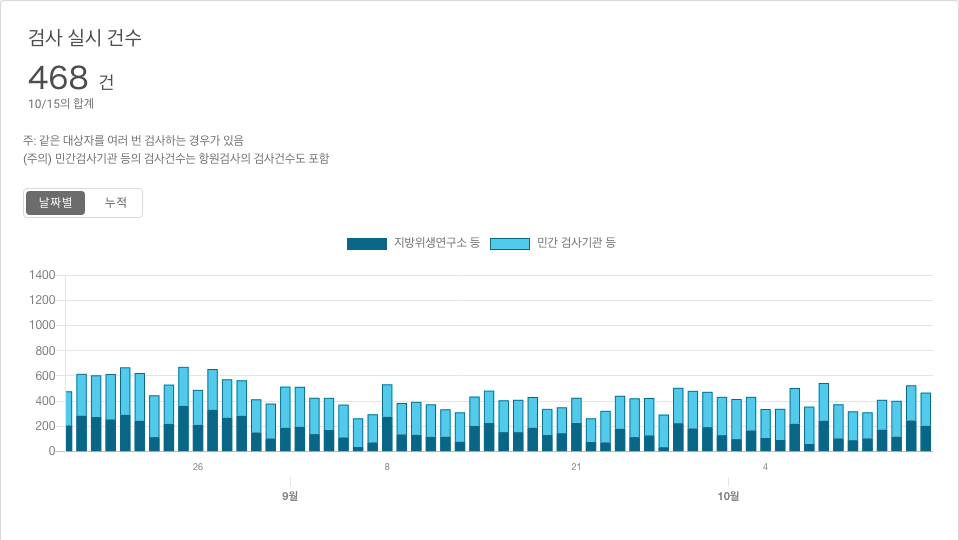 검사 실시 건수
468 건
10/15의 합계
주: 같은 대상자를 여러 번 검사하는 경우가 있음
(주의) 민간검사기관 등의 검사건수는 항원검사의 검사건수도 포함
날짜별 누적
지방위생연구소 등 민간 검사기관 등
1400
1200
1000
800
600
400
200
0
26 8 21 4
9월 10월